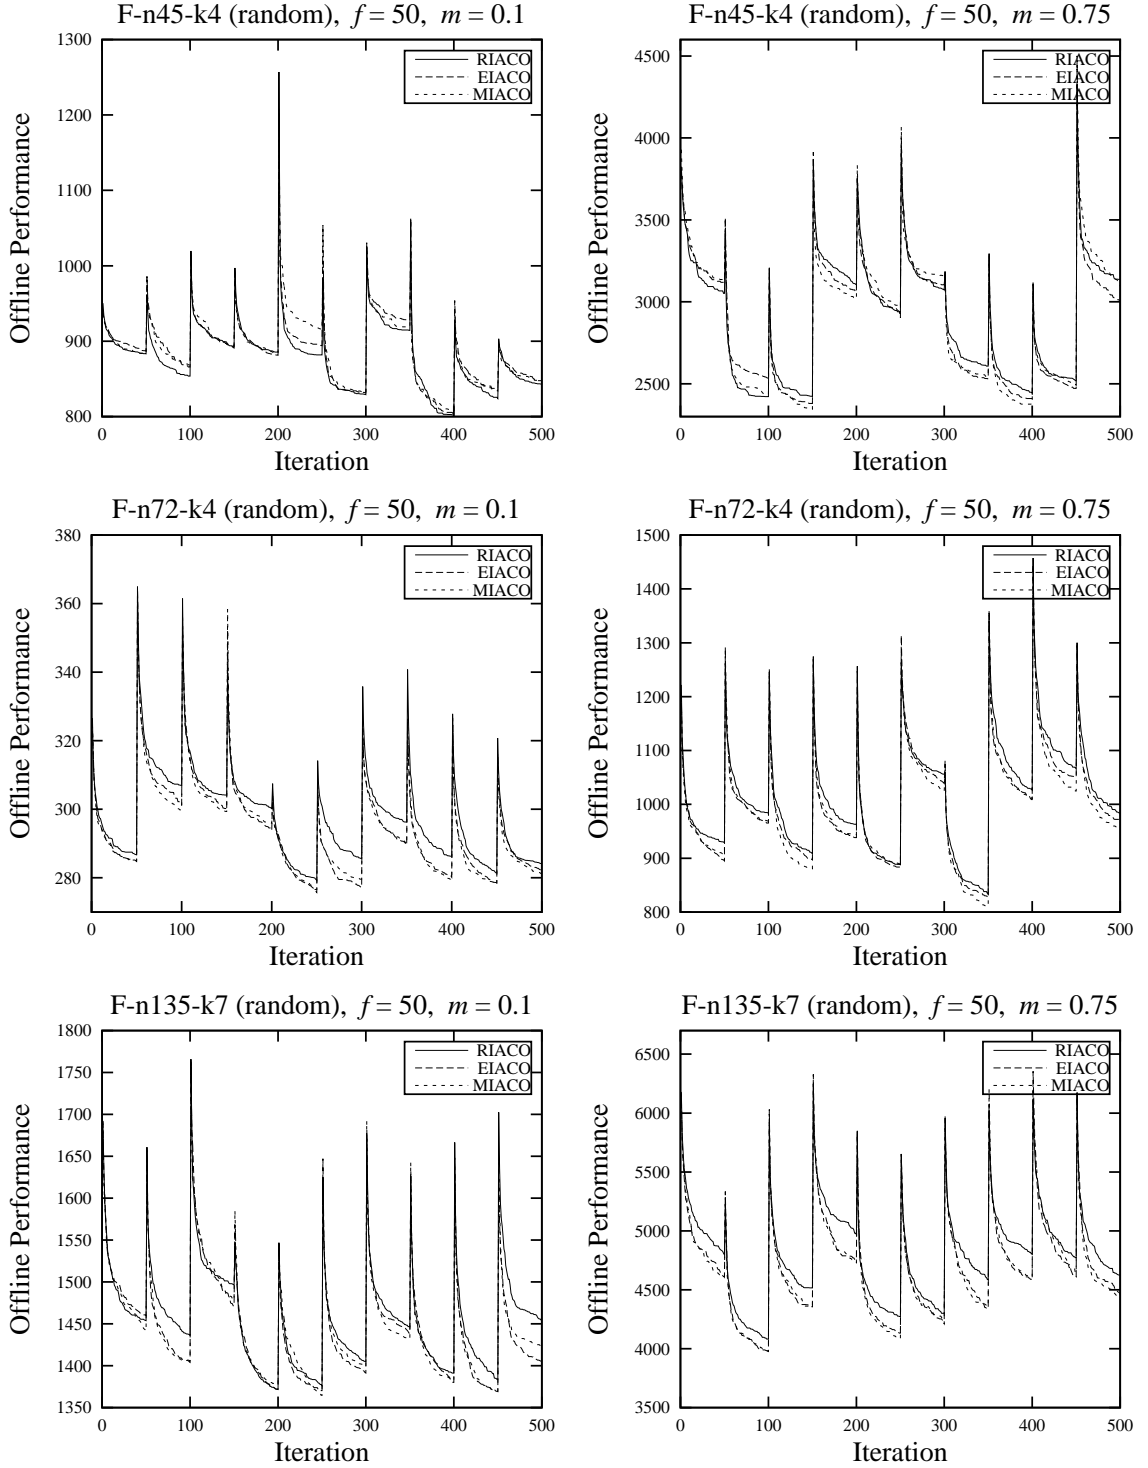 F-n45-k4 (random), f = 50, m = 0.1
1300
1200
1100
1000
900
800
0 100 200 300 400 500
Iteration
Offline Performance
RIACO
EIACO
MIACO
F-n45-k4 (random), f = 50, m = 0.75
4500
4000
3500
3000
2500
0 100 200 300 400 500
Iteration
Offline Performance
RIACO
EIACO
MIACO
F-n72-k4 (random), f = 50, m = 0.1
380
360
340
320
300
280
0 100 200 300 400 500
Iteration
Offline Performance
RIACO
EIACO
MIACO
F-n72-k4 (random), f = 50, m = 0.75
1500
1400
1300
1200
1100
1000
900
800
0 100 200 300 400 500
Iteration
Offline Performance
RIACO
EIACO
MIACO
F-n135-k7 (random), f = 50, m = 0.1
1800
1750
1700
1650
1600
1550
1500
1450
1400
1350
0 100 200 300 400 500
Iteration
Offline Performance
RIACO
EIACO
MIACO
F-n135-k7 (random), f = 50, m = 0.75
6500
6000
5500
5000
4500
4000
3500
0 100 200 300 400 500
Iteration
Offline Performance
RIACO
EIACO
MIACO